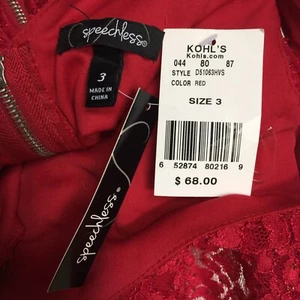 speechless®
3
MADE IN
CHINA
KOHL'S
Kohls.com
044 80 87
STYLE DS1063HVS
COLOR RED
SIZE 3
6 52874 80216 9
$ 68.00
speechless®